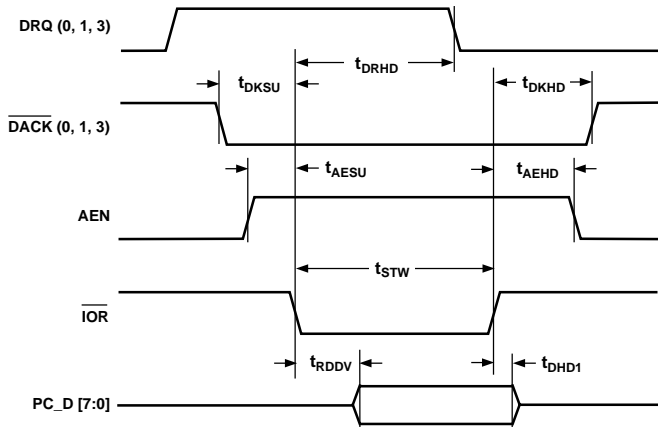 DRQ (0, 1, 3)
tDRHD
tDKSU
tDKHD
DACK (0, 1, 3)
tAESU
tAEHD
AEN
tSTW
IOR
tRDDV
tDHD1
PC_D [7:0]